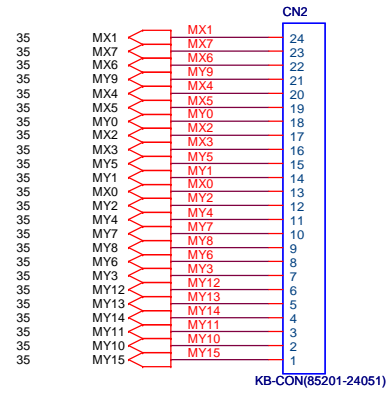 CN2
35 MX1 MX1 24
35 MX7 MX7 23
35 MX6 MX6 22
35 MY9 MY9 21
35 MX4 MX4 20
35 MX5 MX5 19
35 MY0 MY0 18
35 MX2 MX2 17
35 MX3 MX3 16
35 MY5 MY5 15
35 MY1 MY1 14
35 MX0 MX0 13
35 MY2 MY2 12
35 MY4 MY4 11
35 MY7 MY7 10
35 MY8 MY8 9
35 MY6 MY6 8
35 MY3 MY3 7
35 MY12 MY12 6
35 MY13 MY13 5
35 MY14 MY14 4
35 MY11 MY11 3
35 MY10 MY10 2
35 MY15 MY15 1
KB-CON(85201-24051)